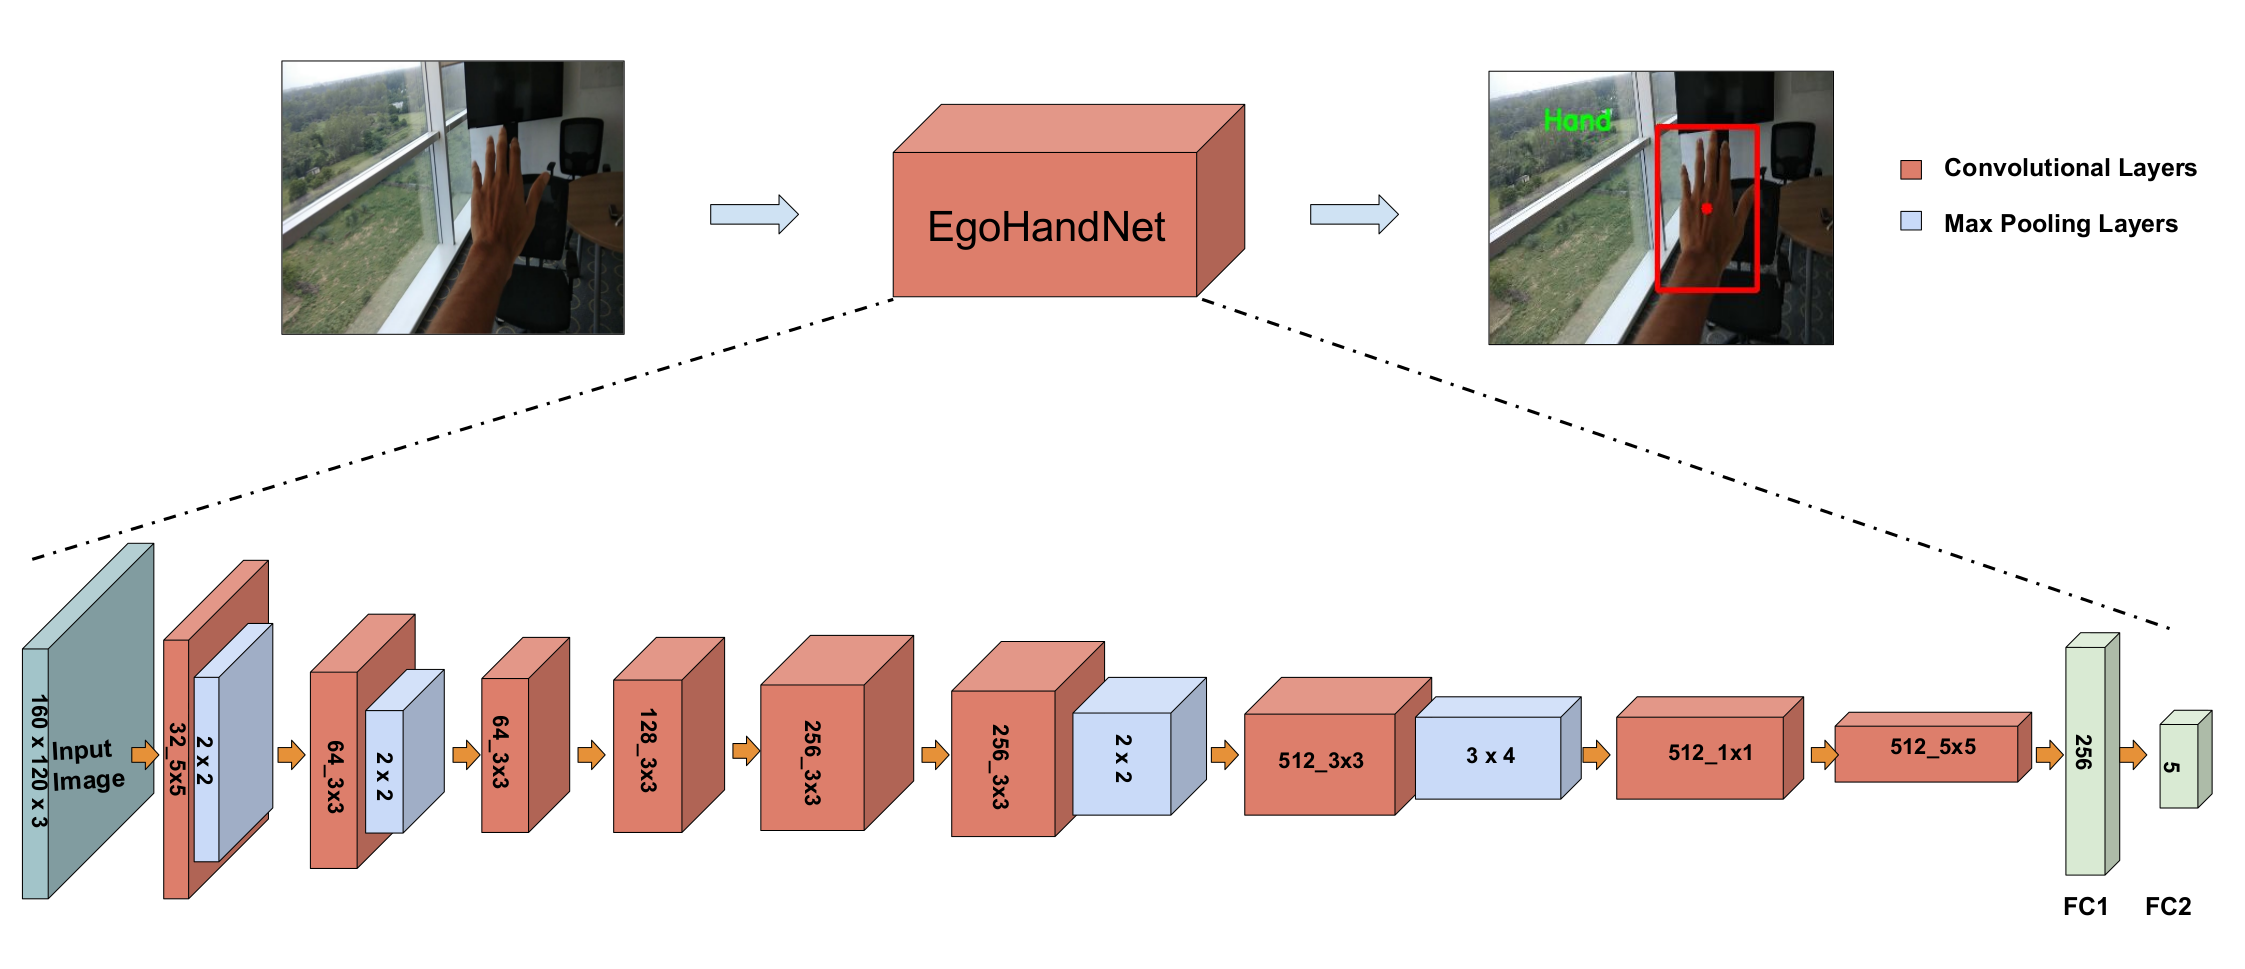 Hand
EgoHandNet
Convolutional Layers
Max Pooling Layers
160 x 120 x 3
Input
Image
32_5x5
2 x 2
64_3x3
2 x 2
64_3x3
128_3x3
256_3x3
256_3x3
2 x 2
512_3x3
3 x 4
512_1x1
512_5x5
256
5
FC1
FC2